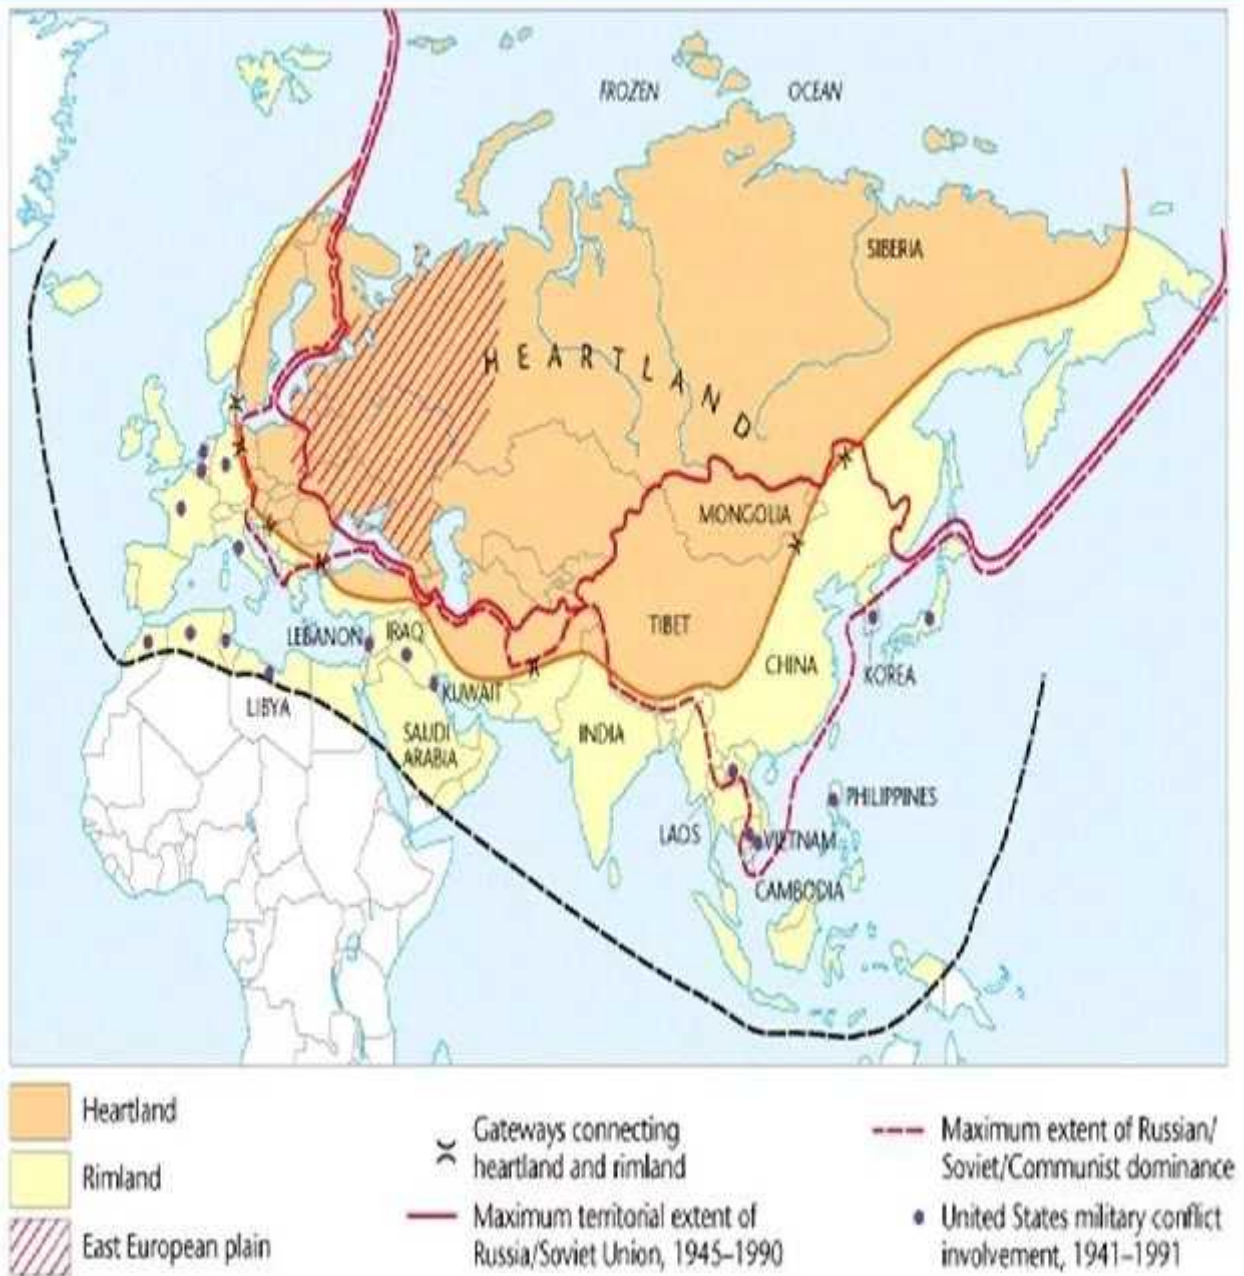 FROZEN OCEAN
SIBERIA
HEARTLAND
MONGOLIA
TIBET
CHINA
LEBANON
IRAQ
KOREA
KUWAIT
LIBYA
SAUDI
ARABIA
INDIA
PHILIPPINES
LAOS
VIETNAM
CAMBODIA
Heartland
Rimland
East European plain
Gateways connecting
heartland and rimland
Maximum territorial extent of
Russia/Soviet Union, 1945–1990
Maximum extent of Russian/
Soviet/Communist dominance
United States military conflict
involvement, 1941–1991